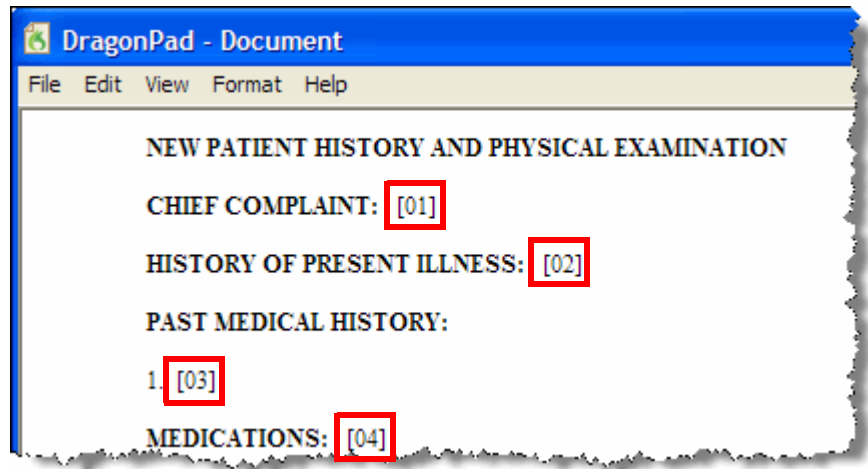 DragonPad - Document
File Edit View Format Help
NEW PATIENT HISTORY AND PHYSICAL EXAMINATION
CHIEF COMPLAINT: [01]
HISTORY OF PRESENT ILLNESS: [02]
PAST MEDICAL HISTORY:
1. [03]
MEDICATIONS: [04]